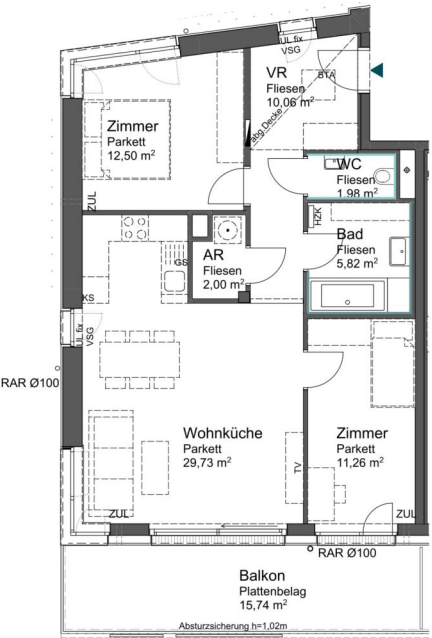 UL fix
VSG
VR
Fliesen
10,06 m²
STA
abg.Decke
Zimmer
Parkett
12,50 m²
ZUL
WC
Fliesen
1,98 m²
HZK
Bad
Fliesen
5,82 m²
AR
Fliesen
2,00 m²
GS
KS
UL fix
VSG
RAR Ø100
Wohnküche
Parkett
29,73 m²
TV
Zimmer
Parkett
11,26 m²
ZUL
ZUL
RAR Ø100
Balkon
Plattenbelag
15,74 m²
Absturzsicherung h=1,02m